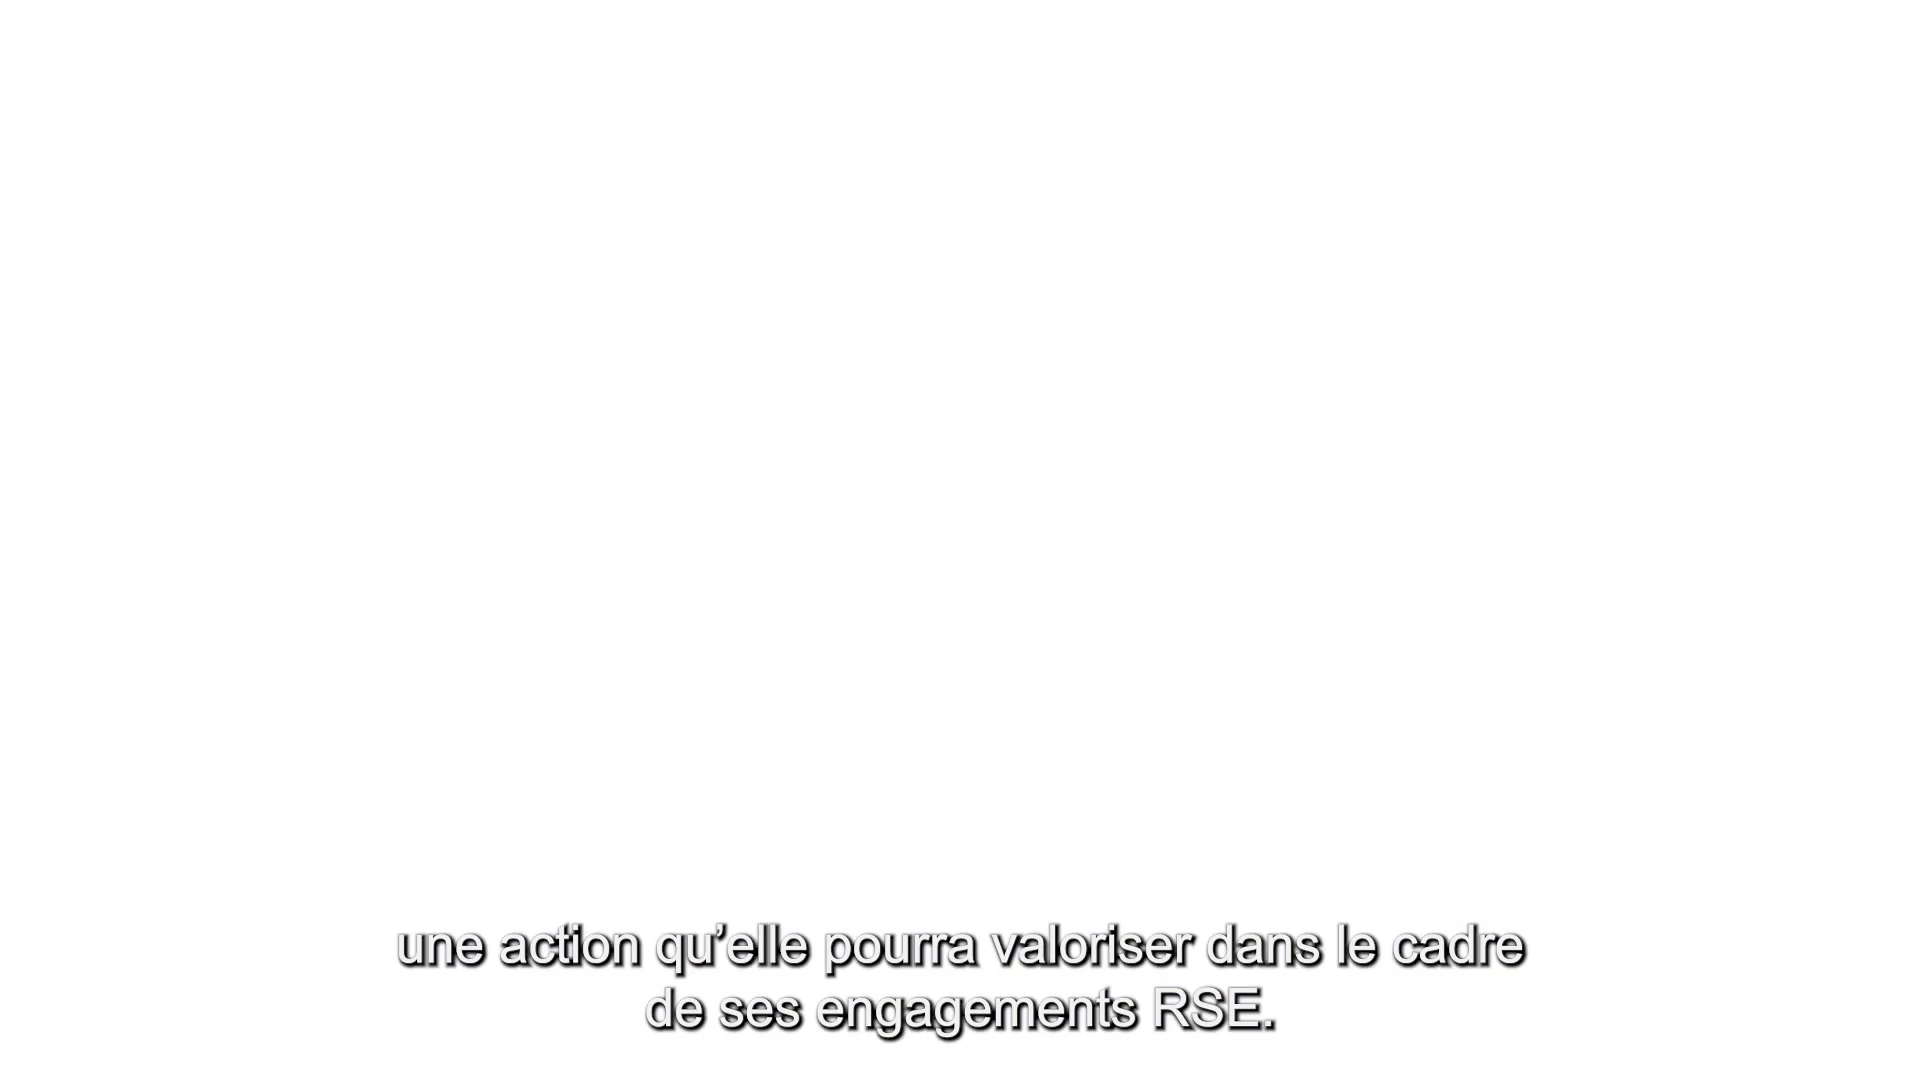 une action qu’elle pourra valoriser dans le cadre
de ses engagements RSE.